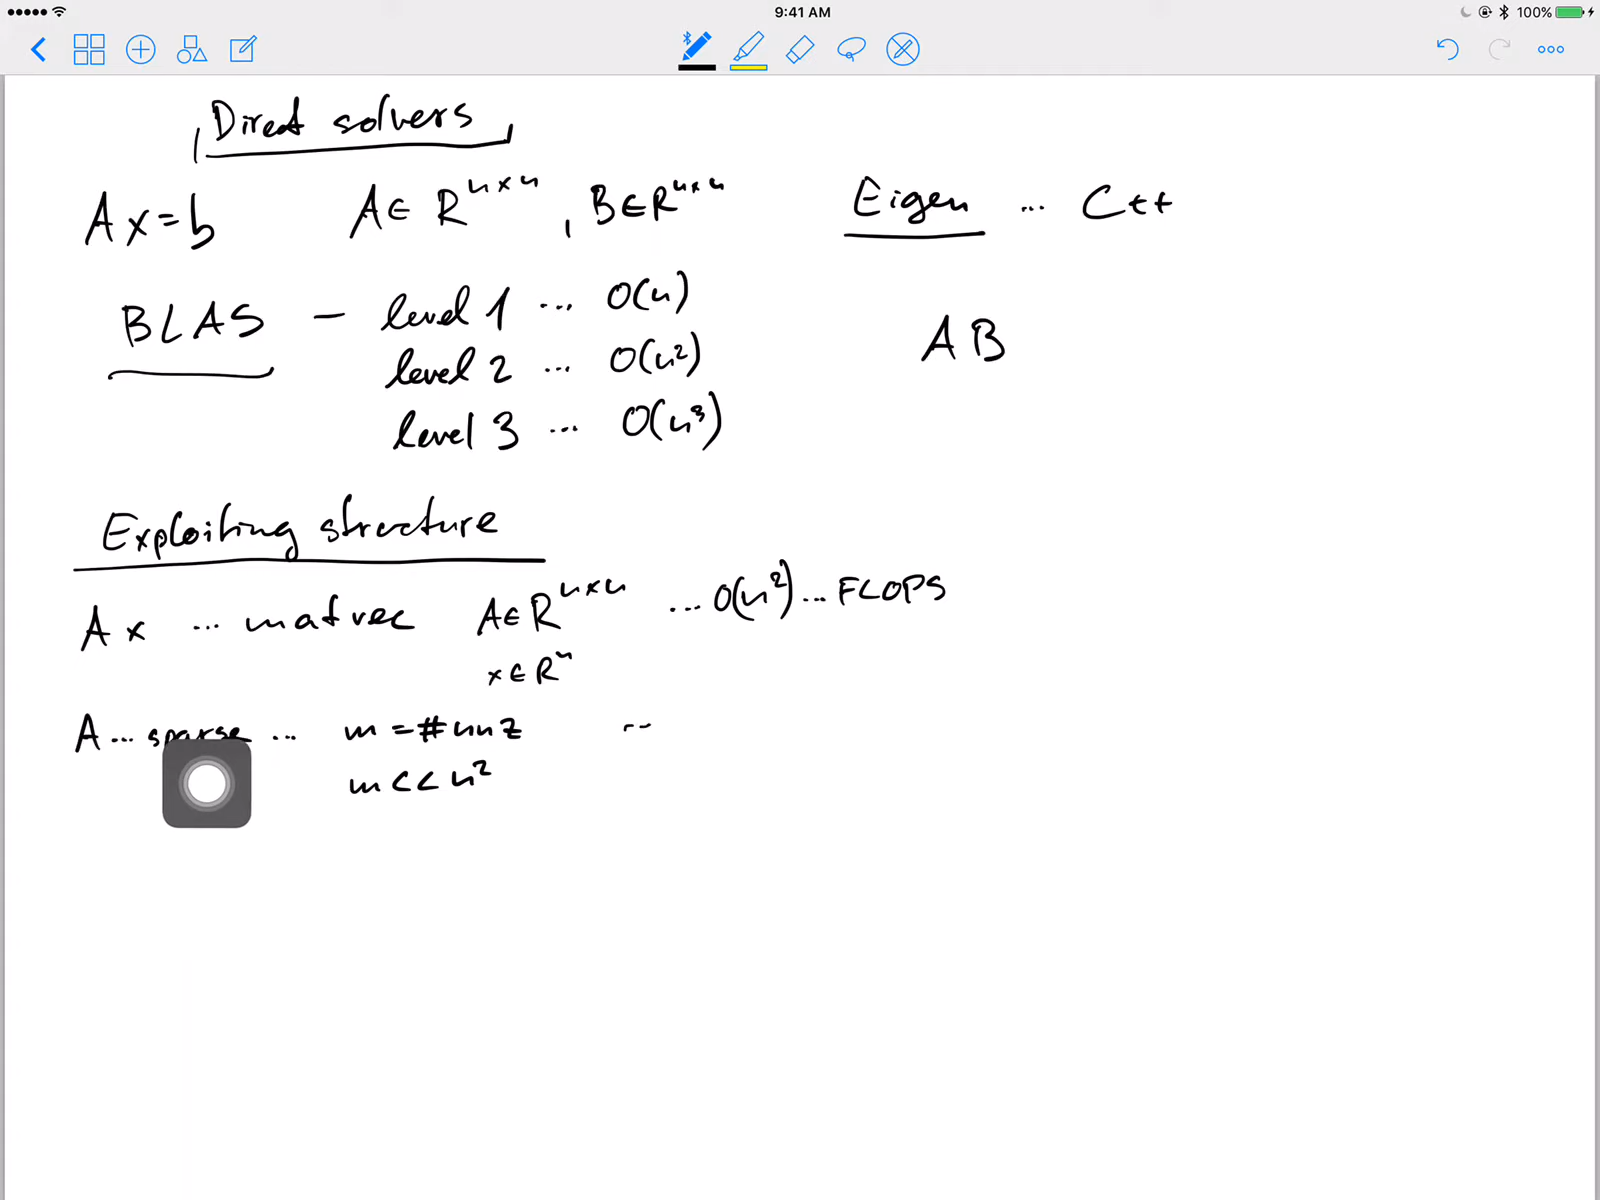 9:41 AM
100%
Direct solvers
Ax=b A∈ R^{n×n} , B∈R^{n×n}
Eigen ... C++
BLAS – level 1 ... O(n)
level 2 ... O(n²)
level 3 ... O(n³)
AB
Exploiting structure
Ax ... matvec A∈R^{n×n} ... O(n²) ... FLOPS
x∈Rⁿ
A ... sparse ... m = #nnz --
m << n²